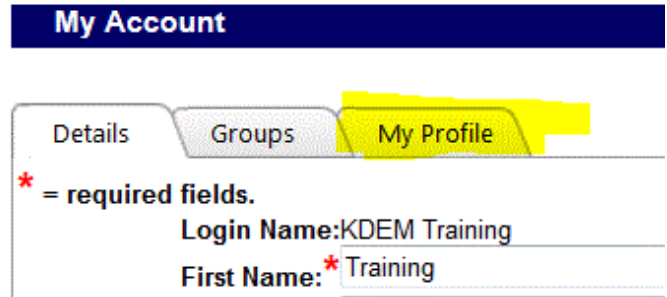 My Account
Details Groups My Profile
* = required fields.
Login Name:KDEM Training
First Name:* Training